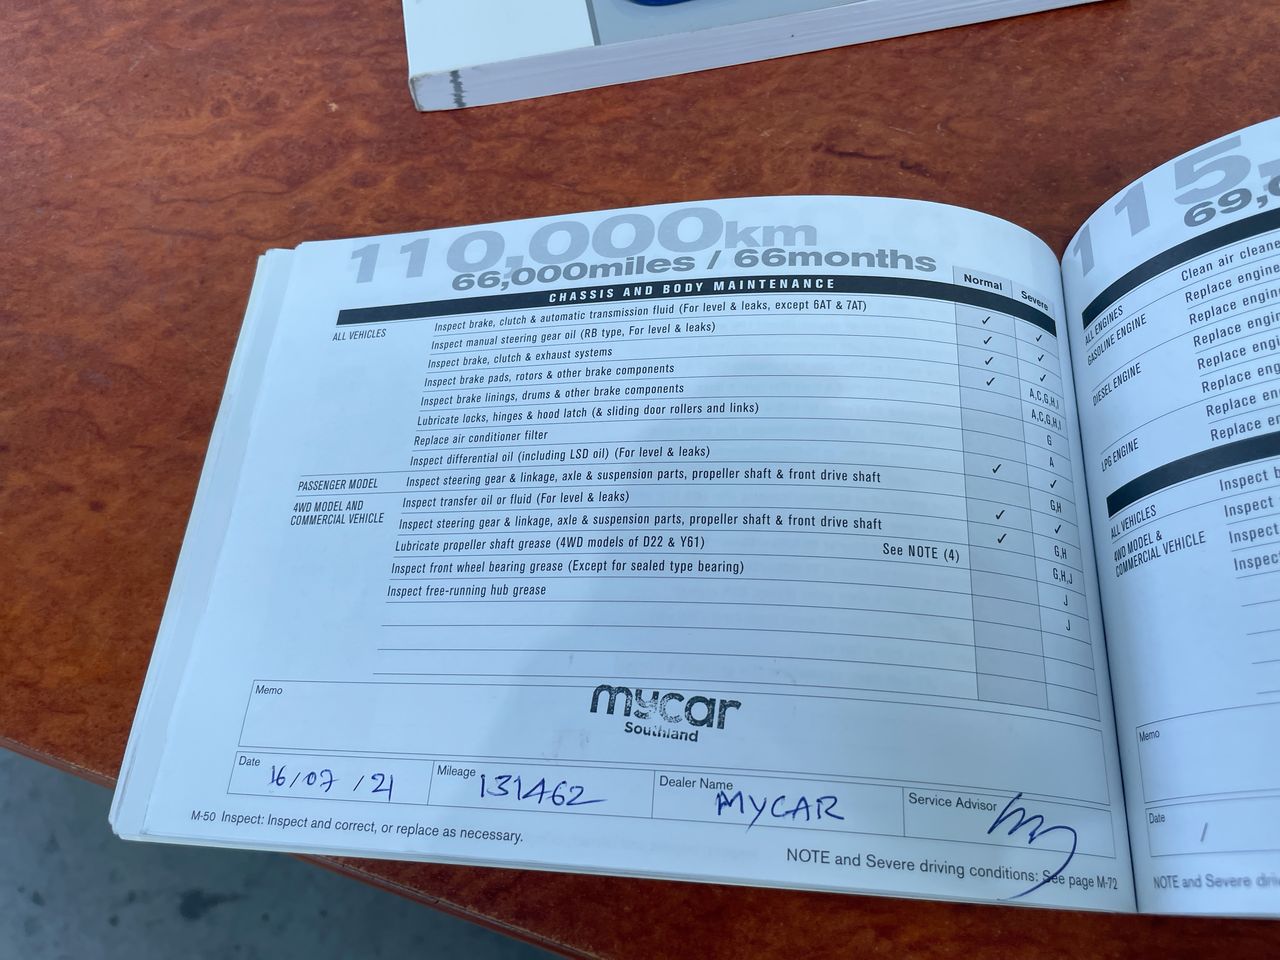 110,000km
66,000miles / 66months
CHASSIS AND BODY MAINTENANCE Normal Severe
ALL VEHICLES Inspect brake, clutch & automatic transmission fluid (For level & leaks, except 6AT & 7AT) ✓ ✓
Inspect manual steering gear oil (RB type, For level & leaks) ✓ ✓
Inspect brake, clutch & exhaust systems ✓ ✓
Inspect brake pads, rotors & other brake components ✓ A,C,G,H,I
Inspect brake linings, drums & other brake components A,C,G,H,I
Lubricate locks, hinges & hood latch (& sliding door rollers and links) G
Replace air conditioner filter A
Inspect differential oil (including LSD oil) (For level & leaks) ✓ ✓
PASSENGER MODEL Inspect steering gear & linkage, axle & suspension parts, propeller shaft & front drive shaft G,H
4WD MODEL AND
COMMERCIAL VEHICLE
Inspect transfer oil or fluid (For level & leaks) ✓ ✓
Inspect steering gear & linkage, axle & suspension parts, propeller shaft & front drive shaft ✓ G,H
Lubricate propeller shaft grease (4WD models of D22 & Y61) See NOTE (4) G,H,J
Inspect front wheel bearing grease (Except for sealed type bearing) J
Inspect free-running hub grease J
Memo
mycar
Southland
Date 16/07/21 Mileage 131462 Dealer Name MYCAR Service Advisor
M-50 Inspect: Inspect and correct, or replace as necessary.
NOTE and Severe driving conditions: See page M-72
115,
69,
ALL ENGINES Clean air cleane
GASOLINE ENGINE Replace engine
Replace engin
DIESEL ENGINE Replace engi
Replace eng
Replace en
LPG ENGINE Replace en
ALL VEHICLES Inspect b
4WD MODEL &
COMMERCIAL VEHICLE
Inspect
Inspect
Inspec
Memo
Date /
NOTE and Severe dri